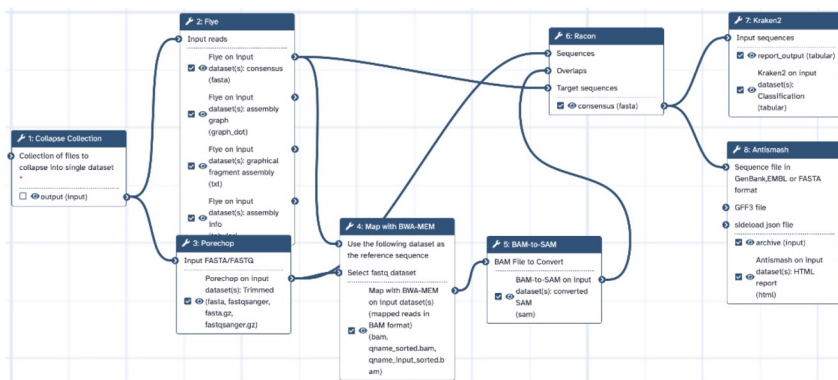 1: Collapse Collection
Collection of files to
collapse into single dataset
*
output (input)
2: Flye
Input reads
Flye on input
dataset(s): consensus
(fasta)
Flye on input
dataset(s): assembly
graph
(graph_dot)
Flye on input
dataset(s): graphical
fragment assembly
(txt)
Flye on input
dataset(s): assembly
info
3: Porechop
Input FASTA/FASTQ
Porechop on input
dataset(s): Trimmed
(fasta, fastqsanger,
fasta.gz,
fastqsanger.gz)
4: Map with BWA-MEM
Use the following dataset as
the reference sequence
Select fastq dataset
Map with BWA-MEM
on input dataset(s)
(mapped reads in
BAM format)
(bam,
qname_sorted.bam,
qname_input_sorted.b
am)
5: BAM-to-SAM
BAM File to Convert
BAM-to-SAM on input
dataset(s): converted
SAM
(sam)
6: Racon
Sequences
Overlaps
Target sequences
consensus (fasta)
7: Kraken2
Input sequences
report_output (tabular)
Kraken2 on input
dataset(s):
Classification
(tabular)
8: Antismash
Sequence file in
GenBank,EMBL or FASTA
format
GFF3 file
sideload json file
archive (input)
Antismash on input
dataset(s): HTML
report
(html)